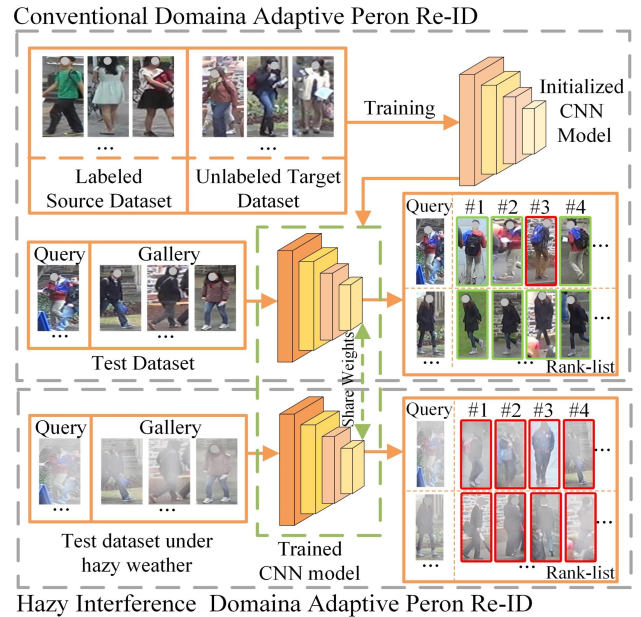 Conventional Domaina Adaptive Peron Re-ID
...
...
Labeled
Source Dataset
Unlabeled Target
Dataset
Training
Initialized
CNN
Model
Query
Gallery
...
...
Test Dataset
Query
#1
#2
#3
#4
...
...
...
...
Rank-list
Share Weights
Query
Gallery
...
...
Test dataset under
hazy weather
Trained
CNN model
Query
#1
#2
#3
#4
...
...
...
...
Rank-list
Hazy Interference Domaina Adaptive Peron Re-ID